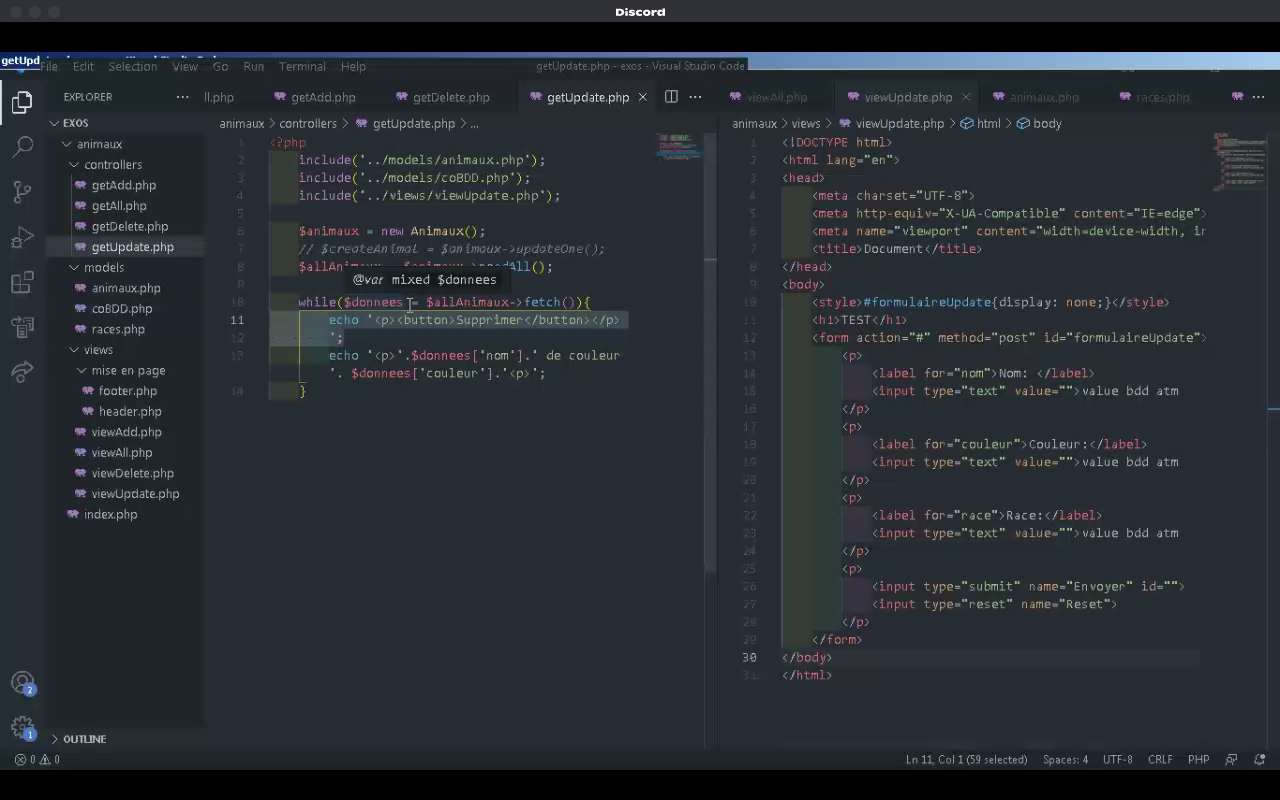 Discord
getUpd
File Edit Selection View Go Run Terminal Help
getUpdate.php - exos - Visual Studio Code
EXPLORER
ll.php
getAdd.php
getDelete.php
getUpdate.php
viewAll.php
viewUpdate.php
animaux.php
races.php
EXOS
animaux
controllers
getAdd.php
getAll.php
getDelete.php
getUpdate.php
models
animaux.php
coBDD.php
races.php
views
mise en page
footer.php
header.php
viewAdd.php
viewAll.php
viewDelete.php
viewUpdate.php
index.php
OUTLINE
animaux > controllers > getUpdate.php > ...
1 <?php
2 include('../models/animaux.php');
3 include('../models/coBDD.php');
4 include('../views/viewUpdate.php');
5
6 $animaux = new Animaux();
7 // $createAnimal = $animaux->updateOne();
8 $allAnimaux = $animaux->readAll();
@var mixed $donnees
9
10 while($donnees = $allAnimaux->fetch()){
11 echo '<p><button>Supprimer</button></p>
12 ';
13 echo '<p>'.$donnees['nom'].' de couleur
'. $donnees['couleur'].'<p>';
14 }
animaux > views > viewUpdate.php > html > body
1 <!DOCTYPE html>
2 <html lang="en">
3 <head>
4 <meta charset="UTF-8">
5 <meta http-equiv="X-UA-Compatible" content="IE=edge">
6 <meta name="viewport" content="width=device-width, in
7 <title>Document</title>
8 </head>
9 <body>
10 <style>#formulaireUpdate{display: none;}</style>
11 <h1>TEST</h1>
12 <form action="#" method="post" id="formulaireUpdate">
13 <p>
14 <label for="nom">Nom: </label>
15 <input type="text" value="">value bdd atm
16 </p>
17 <p>
18 <label for="couleur">Couleur:</label>
19 <input type="text" value="">value bdd atm
20 </p>
21 <p>
22 <label for="race">Race:</label>
23 <input type="text" value="">value bdd atm
24 </p>
25 <p>
26 <input type="submit" name="Envoyer" id="">
27 <input type="reset" name="Reset">
28 </p>
29 </form>
30 </body>
31 </html>
2
1
0 0
Ln 11, Col 1 (59 selected) Spaces: 4 UTF-8 CRLF PHP